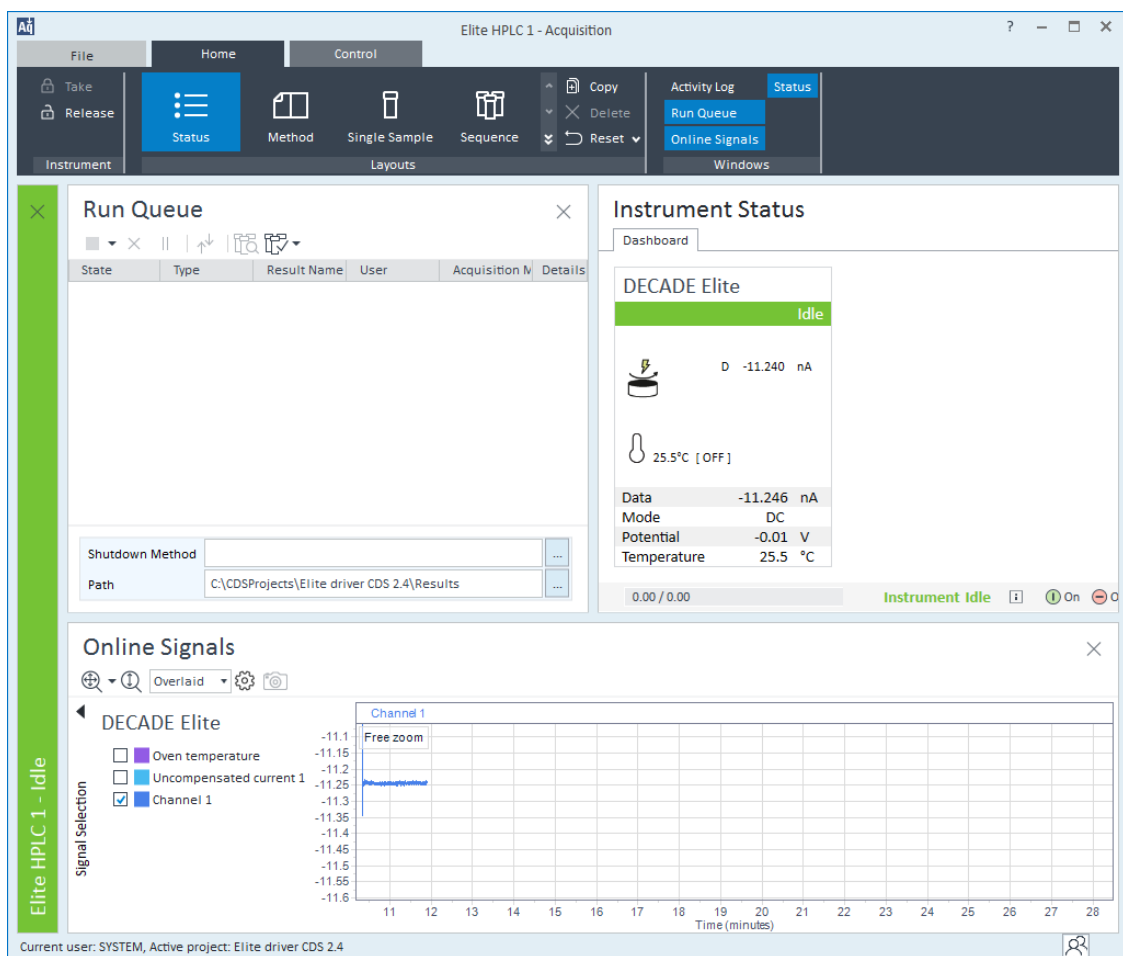 Aq
Elite HPLC 1 - Acquisition
?
File Home Control
Take
Release
Status Method Single Sample Sequence
Copy
Delete
Reset
Activity Log Status
Run Queue
Online Signals
Instrument Layouts Windows
Run Queue
State Type Result Name User Acquisition M Details
Shutdown Method ...
Path C:\CDSProjects\Elite driver CDS 2.4\Results ...
Instrument Status
Dashboard
DECADE Elite
Idle
D -11.240 nA
25.5°C [ OFF ]
Data -11.246 nA
Mode DC
Potential -0.01 V
Temperature 25.5 °C
0.00 / 0.00 Instrument Idle i On O
Elite HPLC 1 - Idle
Online Signals
Overlaid
Signal Selection
DECADE Elite
Oven temperature
Uncompensated current 1
Channel 1
Channel 1
Free zoom
-11.1
-11.15
-11.2
-11.25
-11.3
-11.35
-11.4
-11.45
-11.5
-11.55
-11.6
11 12 13 14 15 16 17 18 19 20 21 22 23 24 25 26 27 28
Time (minutes)
Current user: SYSTEM, Active project: Elite driver CDS 2.4